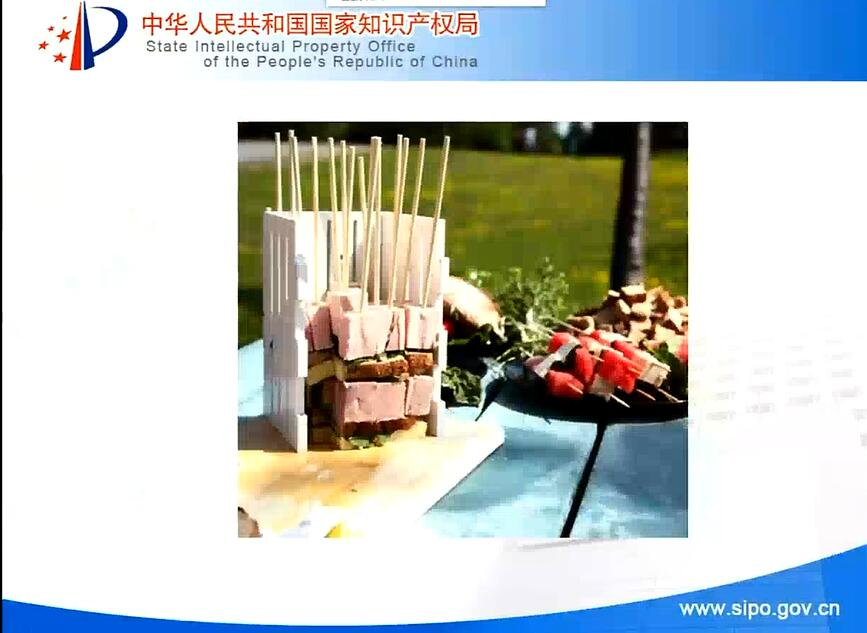 中华人民共和国国家知识产权局
State Intellectual Property Office
of the People's Republic of China
www.sipo.gov.cn